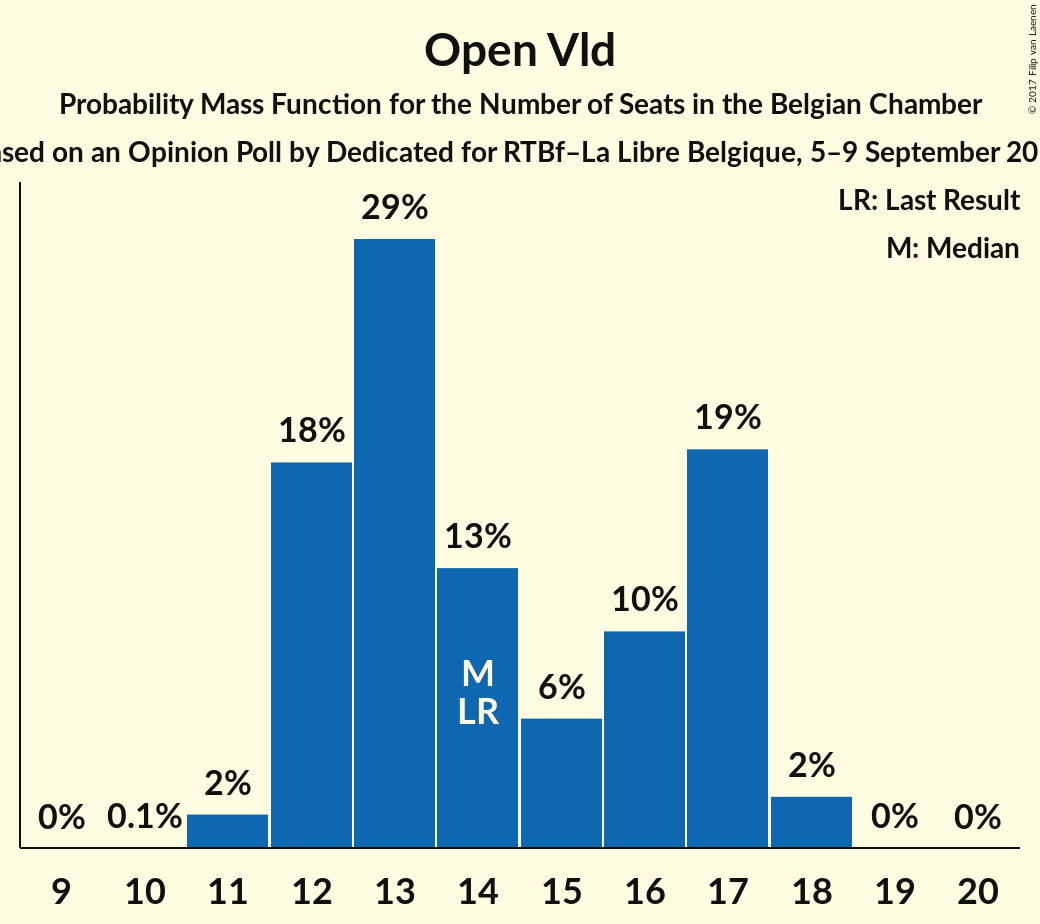 Open Vld
Probability Mass Function for the Number of Seats in the Belgian Chamber
on an Opinion Poll by Dedicated for RTBf–La Libre Belgique, 5–9 September
LR: Last Result
M: Median
29%
18%
13%
M
LR
6%
10%
19%
2%
2%
0%
0.1%
0%
0%
9 10 11 12 13 14 15 16 17 18 19 20
© 2017 Filip van Laenen